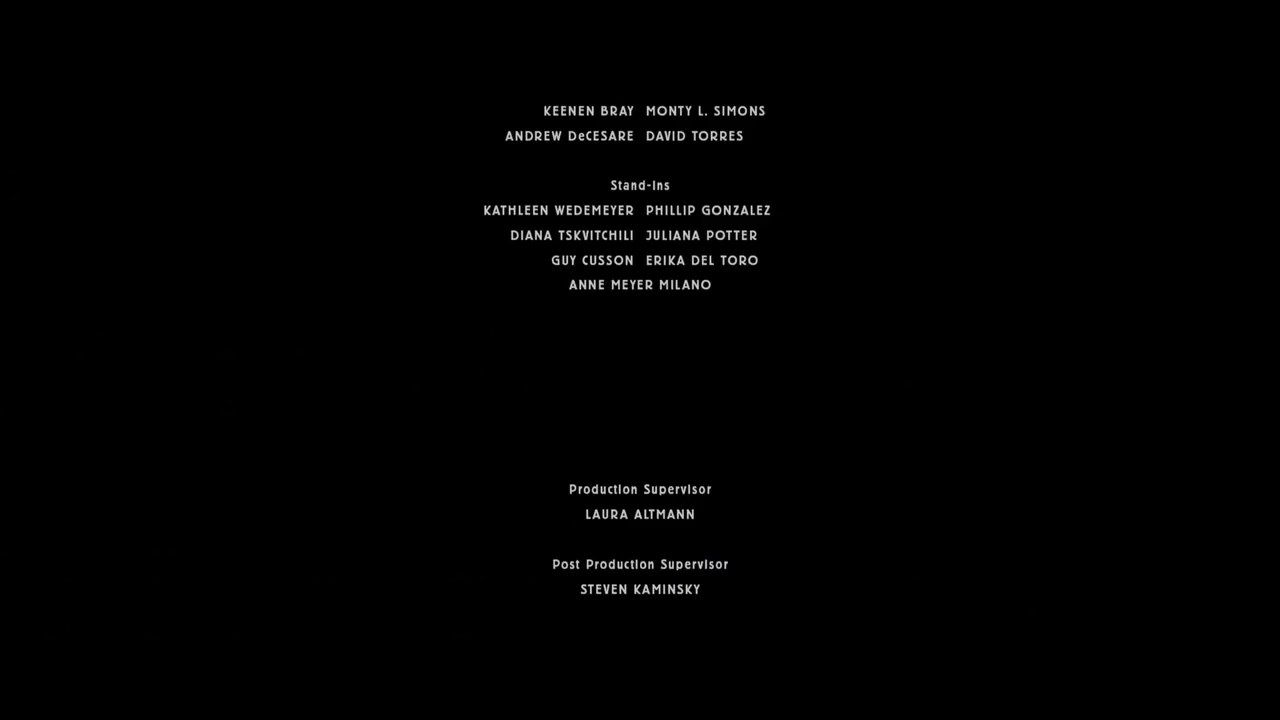 KEENEN BRAY MONTY L. SIMONS
ANDREW DeCESARE DAVID TORRES
Stand-Ins
KATHLEEN WEDEMEYER PHILLIP GONZALEZ
DIANA TSKVITCHILI JULIANA POTTER
GUY CUSSON ERIKA DEL TORO
ANNE MEYER MILANO
Production Supervisor
LAURA ALTMANN
Post Production Supervisor
STEVEN KAMINSKY